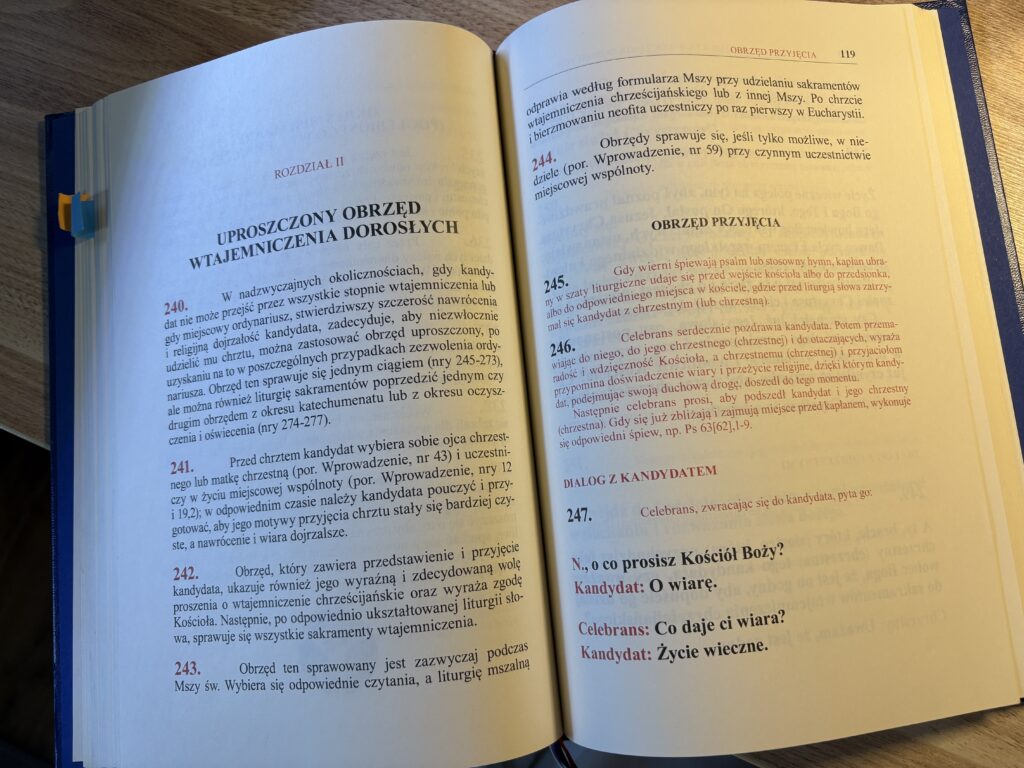 ROZDZIAŁ II
UPROSZCZONY OBRZĘD
WTAJEMNICZENIA DOROSŁYCH
240. W nadzwyczajnych okolicznościach, gdy kandy-
dat nie może przejść przez wszystkie stopnie wtajemniczenia lub
gdy miejscowy ordynariusz, stwierdziwszy szczerość nawrócenia
i religijną dojrzałość kandydata, zadecyduje, aby niezwłocznie
udzielić mu chrztu, można zastosować obrzęd uproszczony, po
uzyskaniu na to w poszczególnych przypadkach zezwolenia ordy-
nariusza. Obrzęd ten sprawuje się jednym ciągiem (nry 245-273),
ale można również liturgię sakramentów poprzedzić jednym czy
drugim obrzędem z okresu katechumenatu lub z okresu oczysz-
czenia i oświecenia (nry 274-277).
241. Przed chrztem kandydat wybiera sobie ojca chrzest-
nego lub matkę chrzestną (por. Wprowadzenie, nr 43) i uczestni-
czy w życiu miejscowej wspólnoty (por. Wprowadzenie, nry 12
i 19,2); w odpowiednim czasie należy kandydata pouczyć i przy-
gotować, aby jego motywy przyjęcia chrztu stały się bardziej czy-
ste, a nawrócenie i wiara dojrzalsze.
242. Obrzęd, który zawiera przedstawienie i przyjęcie
kandydata, ukazuje również jego wyraźną i zdecydowaną wolę
proszenia o wtajemniczenie chrześcijańskie oraz wyraża zgodę
Kościoła. Następnie, po odpowiednio ukształtowanej liturgii sło-
wa, sprawuje się wszystkie sakramenty wtajemniczenia.
243. Obrzęd ten sprawowany jest zazwyczaj podczas
Mszy św. Wybiera się odpowiednie czytania, a liturgię mszalną
OBRZĘD PRZYJĘCIA 119
odprawia według formularza Mszy przy udzielaniu sakramentów
wtajemniczenia chrześcijańskiego lub z innej Mszy. Po chrzcie
i bierzmowaniu neofita uczestniczy po raz pierwszy w Eucharystii.
244. Obrzędy sprawuje się, jeśli tylko możliwe, w nie-
dziele (por. Wprowadzenie, nr 59) przy czynnym uczestnictwie
miejscowej wspólnoty.
OBRZĘD PRZYJĘCIA
245. Gdy wierni śpiewają psalm lub stosowny hymn, kapłan ubra-
ny w szaty liturgiczne udaje się przed wejście kościoła albo do przedsionka,
albo do odpowiedniego miejsca w kościele, gdzie przed liturgią słowa zatrzy-
mał się kandydat z chrzestnym (lub chrzestną).
246. Celebrans serdecznie pozdrawia kandydata. Potem przema-
wiając do niego, do jego chrzestnego (chrzestnej) i do otaczających, wyraża
radość i wdzięczność Kościoła, a chrzestnemu (chrzestnej) i przyjaciołom
przypomina doświadczenie wiary i przeżycie religijne, dzięki którym kandy-
dat, podejmując swoją duchową drogę, doszedł do tego momentu.
Następnie celebrans prosi, aby podszedł kandydat i jego chrzestny
(chrzestna). Gdy się już zbliżają i zajmują miejsce przed kapłanem, wykonuje
się odpowiedni śpiew, np. Ps 63[62],1-9.
DIALOG Z KANDYDATEM
247. Celebrans, zwracając się do kandydata, pyta go:
N., o co prosisz Kościół Boży?
Kandydat: O wiarę.
Celebrans: Co daje ci wiara?
Kandydat: Życie wieczne.